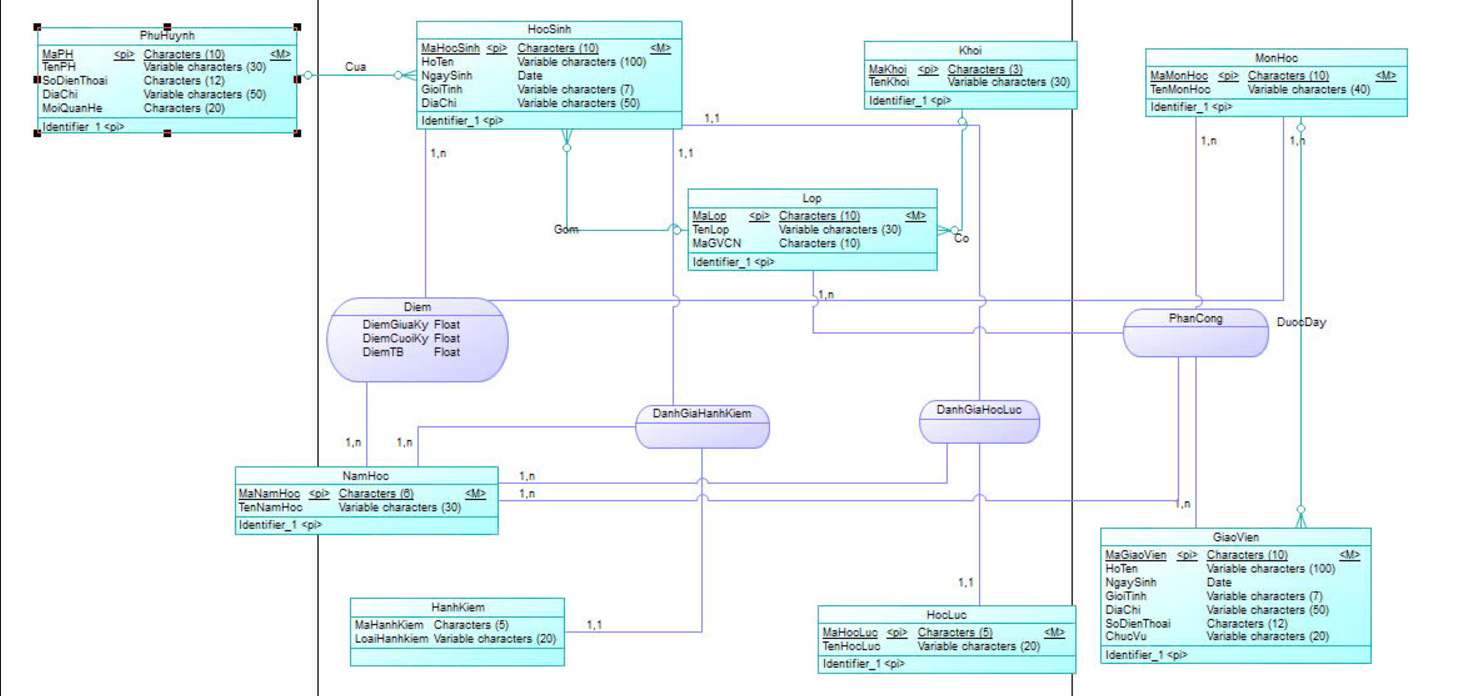 PhuHuynh
MaPH <pi> Characters (10) <M>
TenPH Variable characters (30)
SoDienThoai Characters (12)
DiaChi Variable characters (50)
MoiQuanHe Characters (20)
Identifier_1 <pi>
Cua
HocSinh
MaHocSinh <pi> Characters (10) <M>
HoTen Variable characters (100)
NgaySinh Date
GioiTinh Variable characters (7)
DiaChi Variable characters (50)
Identifier_1 <pi>
Khoi
MaKhoi <pi> Characters (3)
TenKhoi Variable characters (30)
Identifier_1 <pi>
MonHoc
MaMonHoc <pi> Characters (10) <M>
TenMonHoc Variable characters (40)
Identifier_1 <pi>
1,1
1,n
1,1
1,n
1,n
Lop
MaLop <pi> Characters (10) <M>
TenLop Variable characters (30)
MaGVCN Characters (10)
Identifier_1 <pi>
Gom
Co
1,n
Diem
DiemGiuaKy Float
DiemCuoiKy Float
DiemTB Float
PhanCong
DuocDay
DanhGiaHanhKiem
DanhGiaHocLuc
1,n
1,n
NamHoc
MaNamHoc <pi> Characters (6) <M>
TenNamHoc Variable characters (30)
Identifier_1 <pi>
1,n
1,n
1,n
GiaoVien
MaGiaoVien <pi> Characters (10) <M>
HoTen Variable characters (100)
NgaySinh Date
GioiTinh Variable characters (7)
DiaChi Variable characters (50)
SoDienThoai Characters (12)
ChucVu Variable characters (20)
Identifier_1 <pi>
HanhKiem
MaHanhKiem Characters (5)
LoaiHanhkiem Variable characters (20)
1,1
1,1
HocLuc
MaHocLuc <pi> Characters (5) <M>
TenHocLuc Variable characters (20)
Identifier_1 <pi>